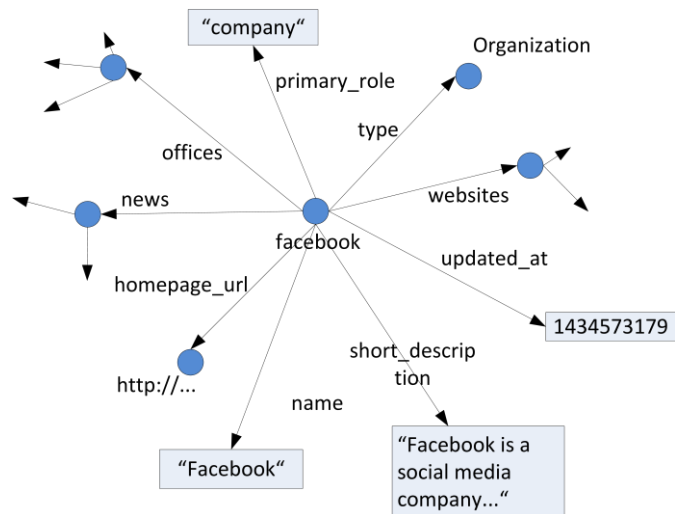 “company“
Organization
primary_role
type
offices
websites
news
facebook
updated_at
homepage_url
1434573179
short_descrip
tion
http://...
name
“Facebook“
“Facebook is a
social media
company...“